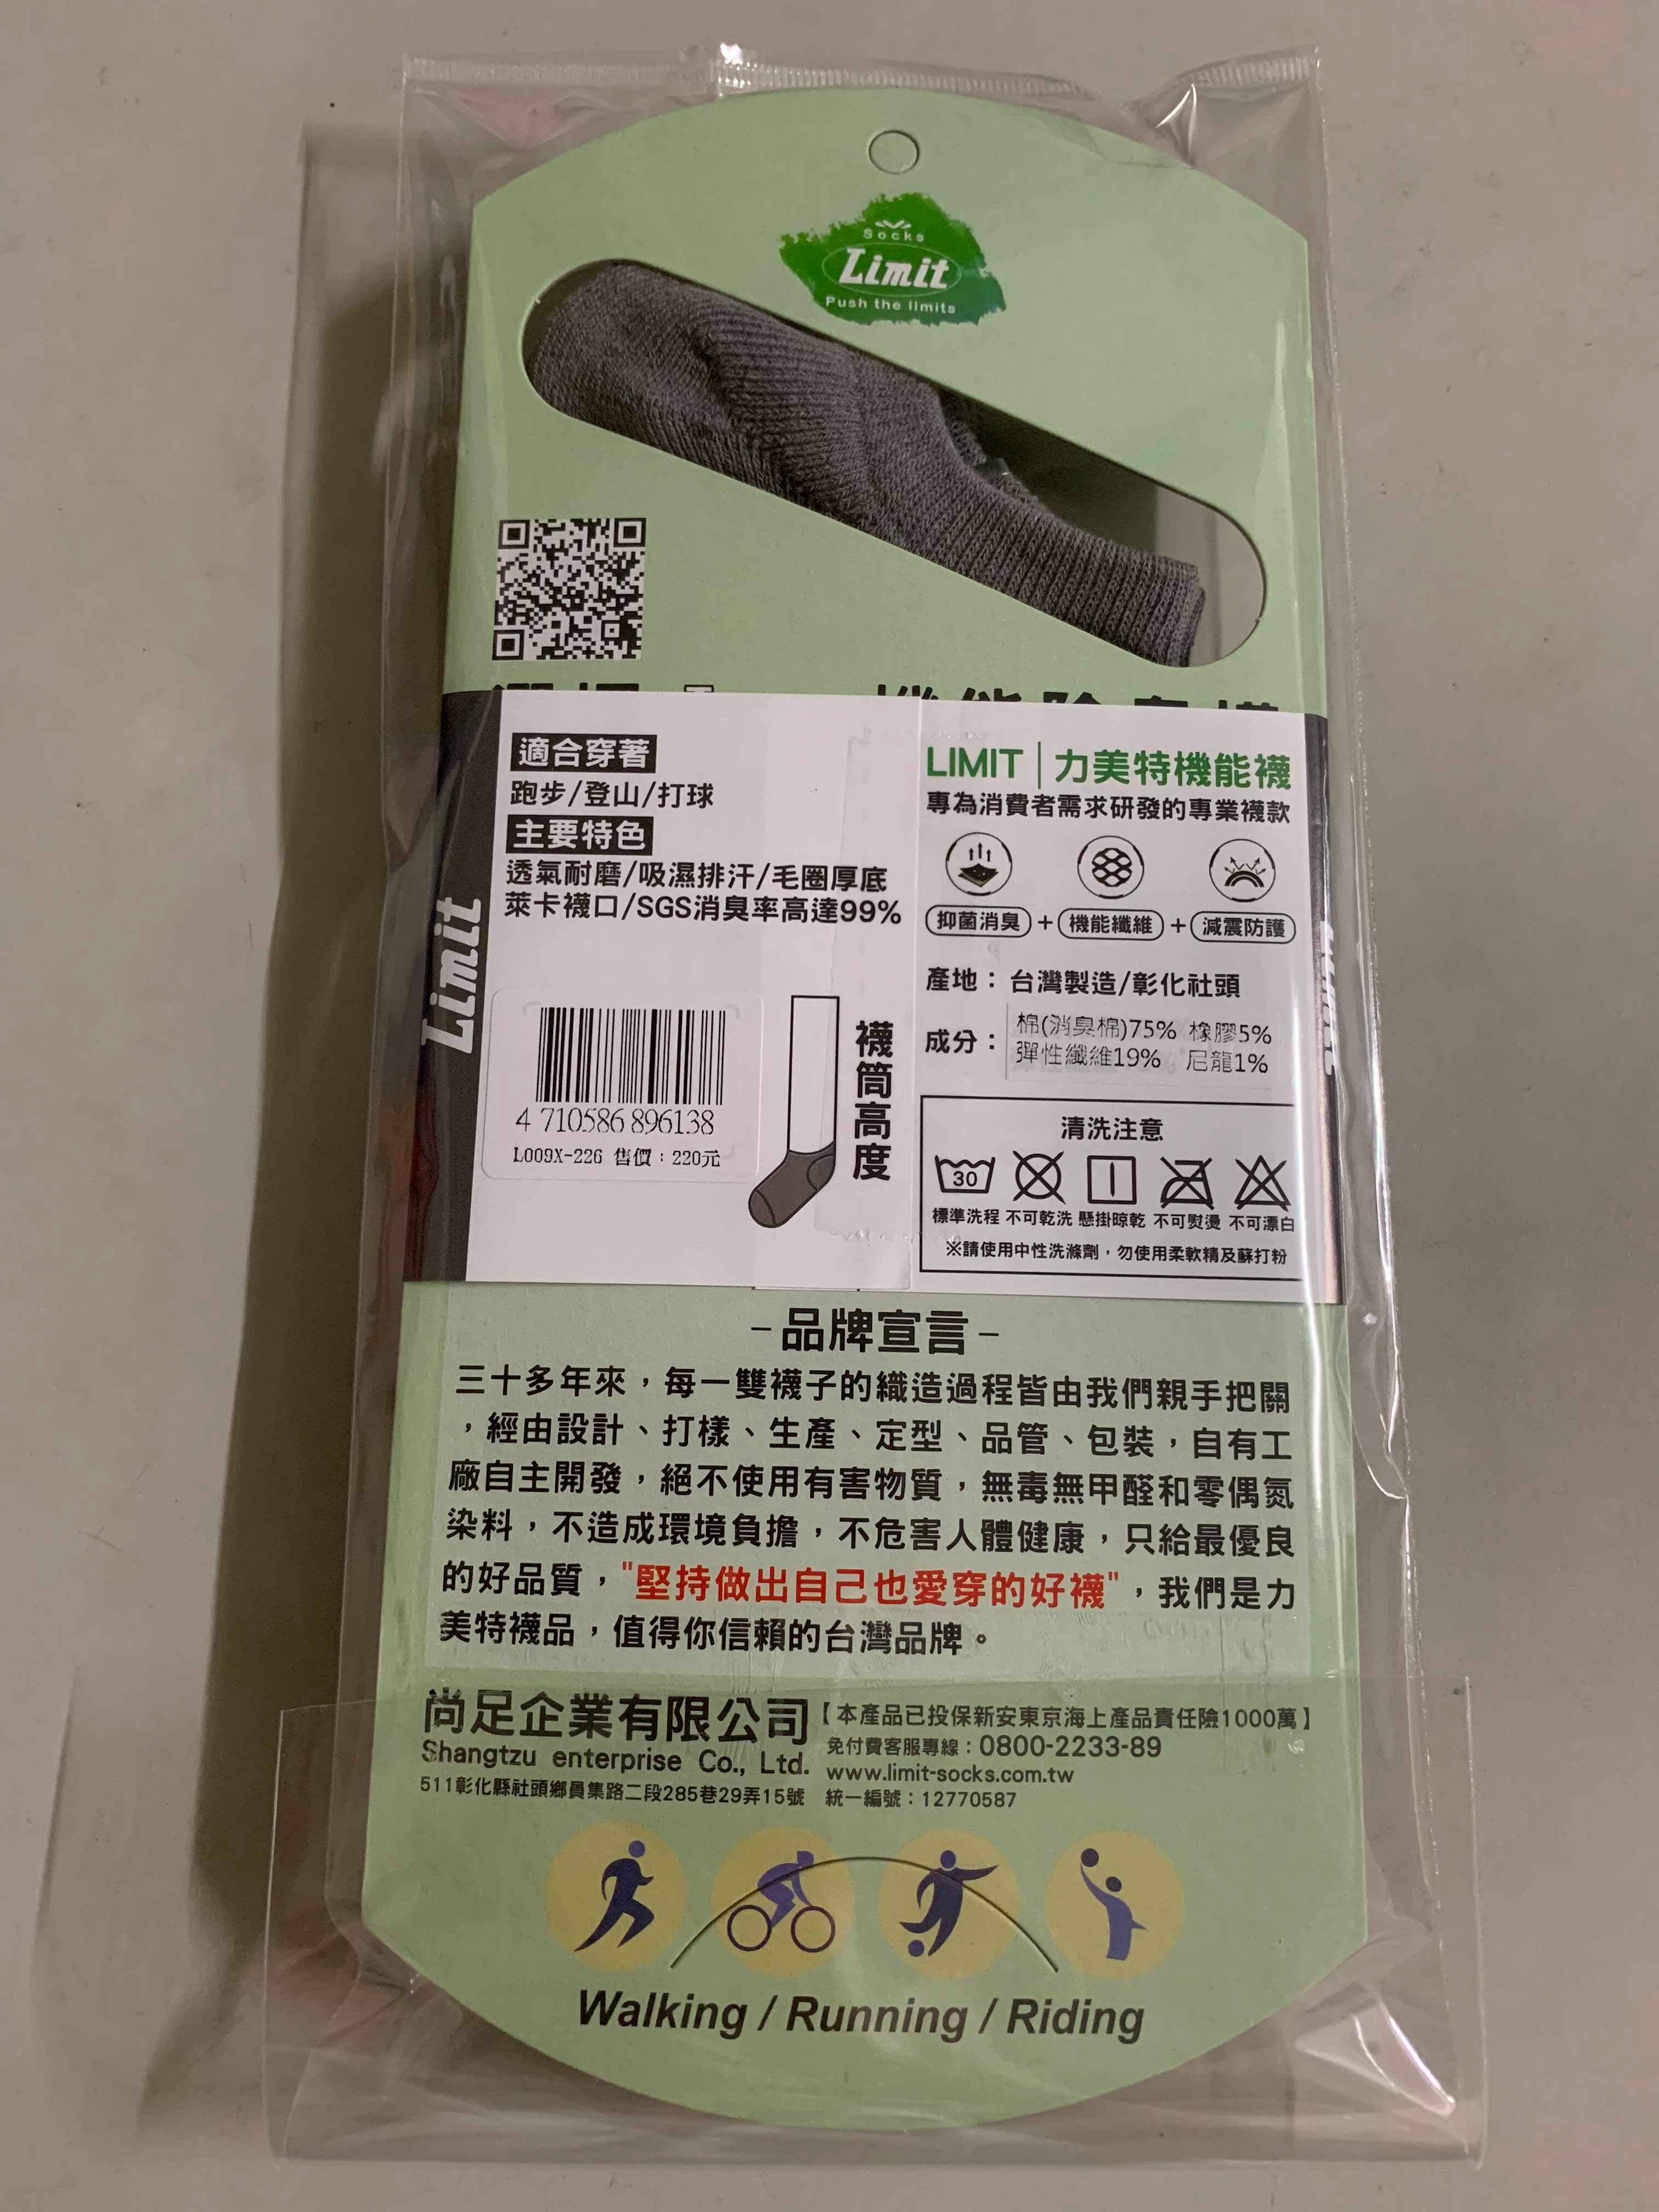 Socks
Limit
Push the limits
適合穿著
跑步/登山/打球
主要特色
透氣耐磨/吸濕排汗/毛圈厚底
萊卡襪口/SGS消臭率高達99%
Limit
4 710586 896138
L009X-226 售價：220元
襪筒高度
LIMIT|力美特機能襪
專為消費者需求研發的專業襪款
抑菌消臭 + 機能纖維 + 減震防護
產地：台灣製造/彰化社頭
成分：棉(消臭棉)75% 橡膠5%
彈性纖維19% 尼龍1%
清洗注意
30
標準洗程 不可乾洗 懸掛晾乾 不可熨燙 不可漂白
※請使用中性洗滌劑，勿使用柔軟精及蘇打粉
-品牌宣言-
三十多年來，每一雙襪子的織造過程皆由我們親手把關
，經由設計、打樣、生產、定型、品管、包裝，自有工
廠自主開發，絕不使用有害物質，無毒無甲醛和零偶氮
染料，不造成環境負擔，不危害人體健康，只給最優良
的好品質，"堅持做出自己也愛穿的好襪"，我們是力
美特襪品，值得你信賴的台灣品牌。
尚足企業有限公司
Shangtzu enterprise Co., Ltd.
511彰化縣社頭鄉員集路二段285巷29弄15號
【本產品已投保新安東京海上產品責任險1000萬】
免付費客服專線：0800-2233-89
www.limit-socks.com.tw
統一編號：12770587
Walking / Running / Riding